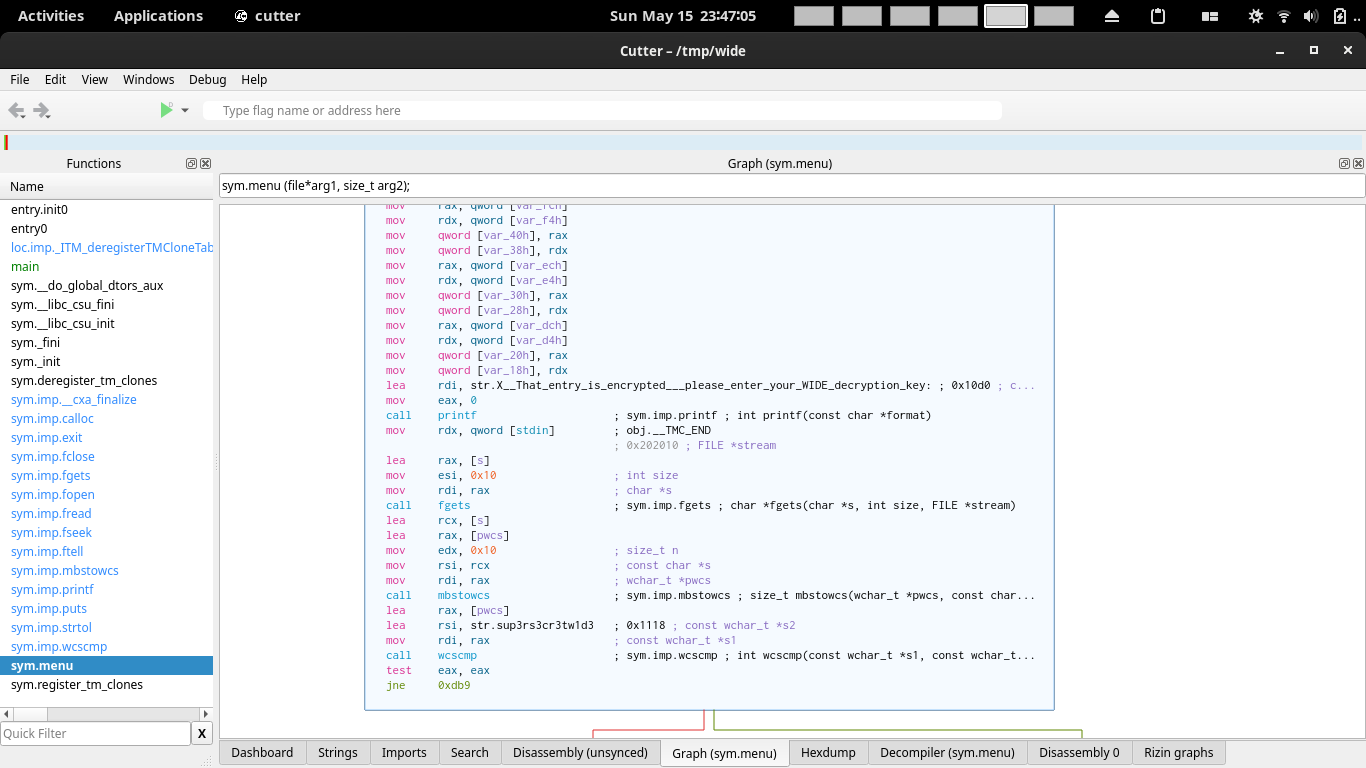 Activities Applications cutter Sun May 15 23:47:05
Cutter – /tmp/wide
File Edit View Windows Debug Help
Type flag name or address here
Functions
Name
entry.init0
entry0
loc.imp._ITM_deregisterTMCloneTab
main
sym.__do_global_dtors_aux
sym.__libc_csu_fini
sym.__libc_csu_init
sym._fini
sym._init
sym.deregister_tm_clones
sym.imp.__cxa_finalize
sym.imp.calloc
sym.imp.exit
sym.imp.fclose
sym.imp.fgets
sym.imp.fopen
sym.imp.fread
sym.imp.fseek
sym.imp.ftell
sym.imp.mbstowcs
sym.imp.printf
sym.imp.puts
sym.imp.strtol
sym.imp.wcscmp
sym.menu
sym.register_tm_clones
Quick Filter X
Graph (sym.menu)
sym.menu (file*arg1, size_t arg2);
mov rax, qword [var_fch]
mov rdx, qword [var_f4h]
mov qword [var_40h], rax
mov qword [var_38h], rdx
mov rax, qword [var_ech]
mov rdx, qword [var_e4h]
mov qword [var_30h], rax
mov qword [var_28h], rdx
mov rax, qword [var_dch]
mov rdx, qword [var_d4h]
mov qword [var_20h], rax
mov qword [var_18h], rdx
lea rdi, str.X__That_entry_is_encrypted___please_enter_your_WIDE_decryption_key: ; 0x10d0 ; c...
mov eax, 0
call printf ; sym.imp.printf ; int printf(const char *format)
mov rdx, qword [stdin] ; obj.__TMC_END
; 0x202010 ; FILE *stream
lea rax, [s]
mov esi, 0x10 ; int size
mov rdi, rax ; char *s
call fgets ; sym.imp.fgets ; char *fgets(char *s, int size, FILE *stream)
lea rcx, [s]
lea rax, [pwcs]
mov edx, 0x10 ; size_t n
mov rsi, rcx ; const char *s
mov rdi, rax ; wchar_t *pwcs
call mbstowcs ; sym.imp.mbstowcs ; size_t mbstowcs(wchar_t *pwcs, const char...
lea rax, [pwcs]
lea rsi, str.sup3rs3cr3tw1d3 ; 0x1118 ; const wchar_t *s2
mov rdi, rax ; const wchar_t *s1
call wcscmp ; sym.imp.wcscmp ; int wcscmp(const wchar_t *s1, const wchar_t...
test eax, eax
jne 0xdb9
Dashboard Strings Imports Search Disassembly (unsynced) Graph (sym.menu) Hexdump Decompiler (sym.menu) Disassembly 0 Rizin graphs